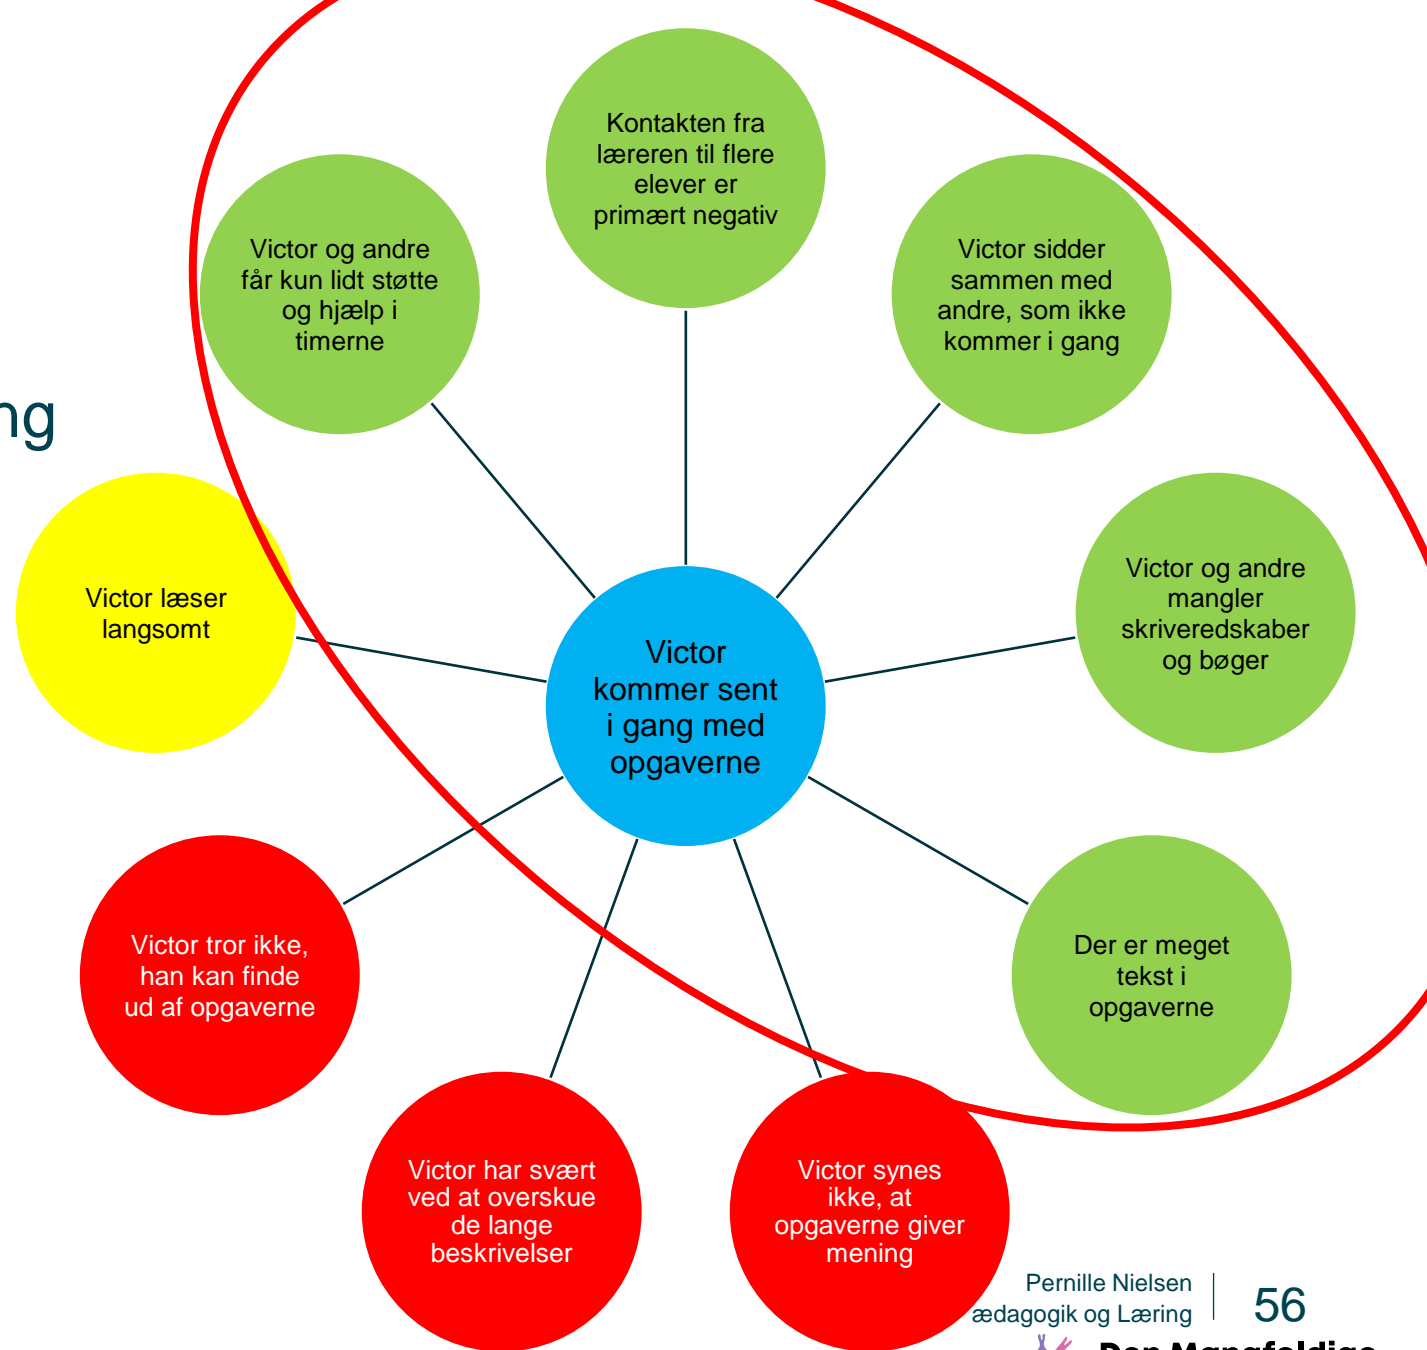 Kontakten fra
læreren til flere
elever er
primært negativ
Victor og andre
får kun lidt støtte
og hjælp i
timerne
Victor sidder
sammen med
andre, som ikke
kommer i gang
ng
Victor læser
langsomt
Victor og andre
mangler
skriveredskaber
og bøger
Victor
kommer sent
i gang med
opgaverne
Victor tror ikke,
han kan finde
ud af opgaverne
Der er meget
tekst i
opgaverne
Victor har svært
ved at overskue
de lange
beskrivelser
Victor synes
ikke, at
opgaverne giver
mening
Pernille Nielsen
ædagogik og Læring
56
Den Mangfoldige